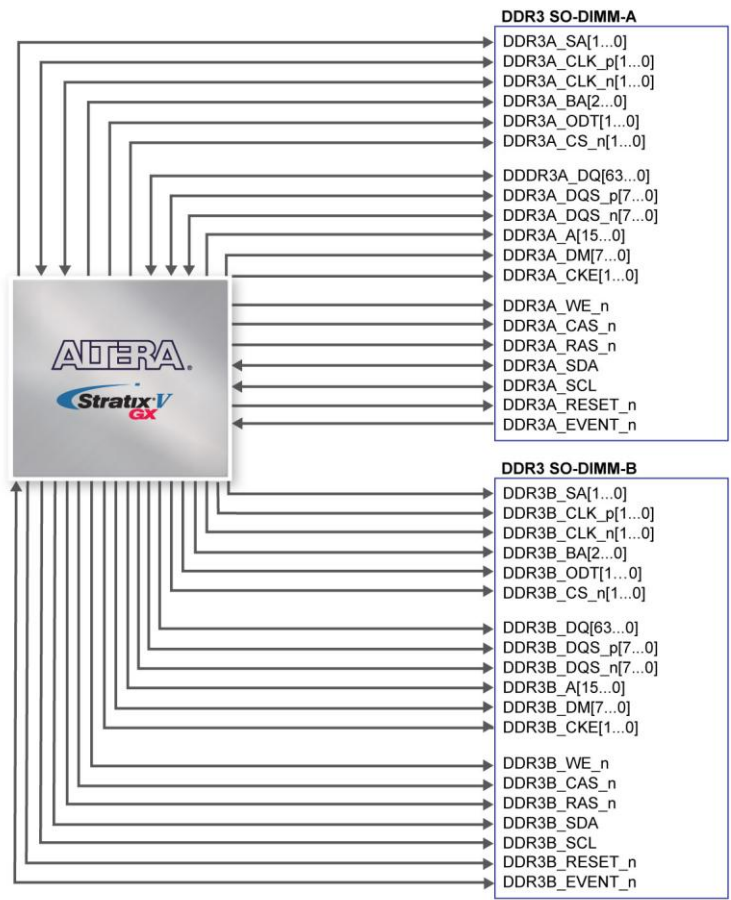 DDR3 SO-DIMM-A
DDR3A_SA[1...0]
DDR3A_CLK_p[1...0]
DDR3A_CLK_n[1...0]
DDR3A_BA[2...0]
DDR3A_ODT[1...0]
DDR3A_CS_n[1...0]
DDDR3A_DQ[63...0]
DDR3A_DQS_p[7...0]
DDR3A_DQS_n[7...0]
DDR3A_A[15...0]
DDR3A_DM[7...0]
DDR3A_CKE[1...0]
DDR3A_WE_n
DDR3A_CAS_n
DDR3A_RAS_n
DDR3A_SDA
DDR3A_SCL
DDR3A_RESET_n
DDR3A_EVENT_n
ALTERA®
Stratix V
GX
DDR3 SO-DIMM-B
DDR3B_SA[1...0]
DDR3B_CLK_p[1...0]
DDR3B_CLK_n[1...0]
DDR3B_BA[2...0]
DDR3B_ODT[1...0]
DDR3B_CS_n[1...0]
DDR3B_DQ[63...0]
DDR3B_DQS_p[7...0]
DDR3B_DQS_n[7...0]
DDR3B_A[15...0]
DDR3B_DM[7...0]
DDR3B_CKE[1...0]
DDR3B_WE_n
DDR3B_CAS_n
DDR3B_RAS_n
DDR3B_SDA
DDR3B_SCL
DDR3B_RESET_n
DDR3B_EVENT_n